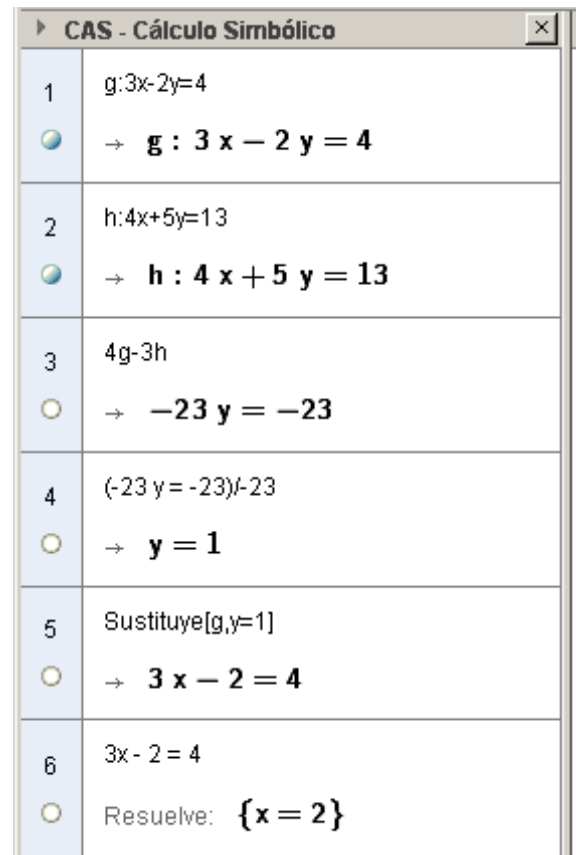 CAS - Cálculo Simbólico
1
g:3x-2y=4
→ g : 3 x − 2 y = 4
2
h:4x+5y=13
→ h : 4 x + 5 y = 13
3
4g-3h
→ −23 y = −23
4
(-23 y = -23)/-23
→ y = 1
5
Sustituye[g,y=1]
→ 3 x − 2 = 4
6
3x - 2 = 4
Resuelve: {x = 2}